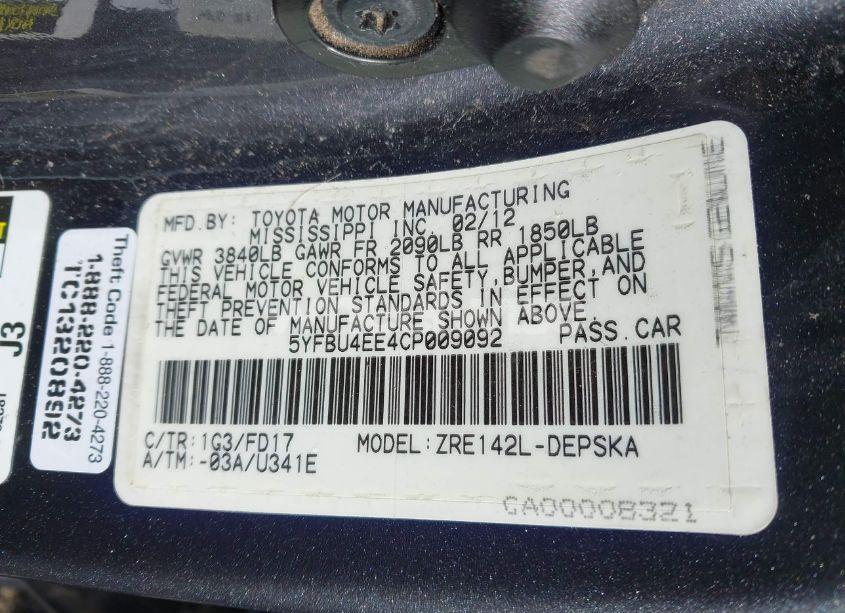 MFD.BY: TOYOTA MOTOR MANUFACTURING
MISSISSIPPI INC. 02/12
GVWR 3840LB GAWR FR 2090LB RR 1850LB
THIS VEHICLE CONFORMS TO ALL APPLICABLE
FEDERAL MOTOR VEHICLE SAFETY,BUMPER,AND
THEFT PREVENTION STANDARDS IN EFFECT ON
THE DATE OF MANUFACTURE SHOWN ABOVE.
5YFBU4EE4CP009092 PASS.CAR
C/TR:1G3/FD17 MODEL:ZRE142L-DEPSKA
A/TM:-03A/U341E
GA00008321
Theft Code 1-888-220-4273
1-888-220-4273
TC1320892
J3